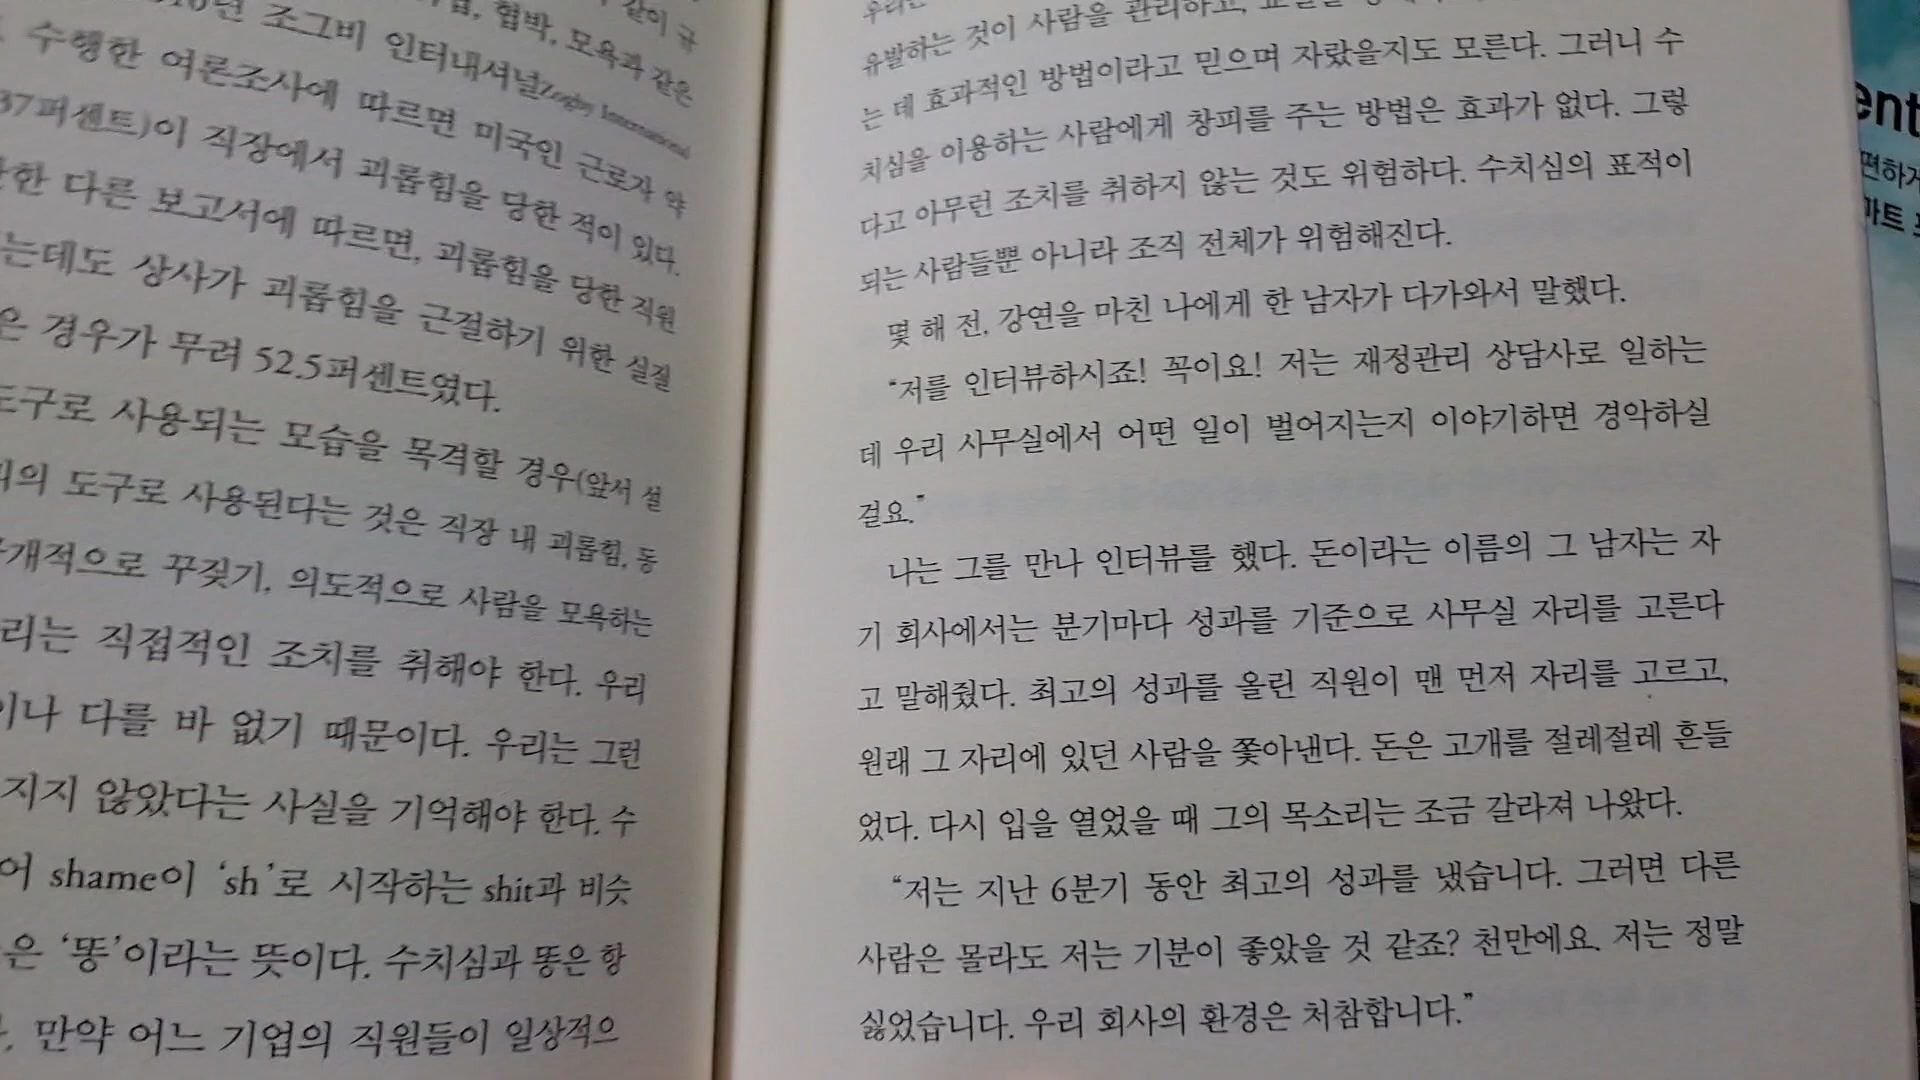 조그비 인터내셔널Zogby International
수행한 여론조사에 따르면 미국인 근로자 약
37퍼센트)이 직장에서 괴롭힘을 당한 적이 있다.
한 다른 보고서에 따르면, 괴롭힘을 당한 직원
는데도 상사가 괴롭힘을 근절하기 위한 실질
은 경우가 무려 52.5퍼센트였다.
도구로 사용되는 모습을 목격할 경우(앞서 설
의 도구로 사용된다는 것은 직장 내 괴롭힘, 동
개적으로 꾸짖기, 의도적으로 사람을 모욕하는
리는 직접적인 조치를 취해야 한다. 우리
이나 다를 바 없기 때문이다. 우리는 그런
지지 않았다는 사실을 기억해야 한다. 수
어 shame이 ‘sh’로 시작하는 shit과 비슷
은 ‘똥’이라는 뜻이다. 수치심과 똥은 항
만약 어느 기업의 직원들이 일상적으
유발하는 것이 사람을 관리하고,
는 데 효과적인 방법이라고 믿으며 자랐을지도 모른다. 그러니 수
치심을 이용하는 사람에게 창피를 주는 방법은 효과가 없다. 그렇
다고 아무런 조치를 취하지 않는 것도 위험하다. 수치심의 표적이
되는 사람들뿐 아니라 조직 전체가 위험해진다.
몇 해 전, 강연을 마친 나에게 한 남자가 다가와서 말했다.
“저를 인터뷰하시죠! 꼭이요! 저는 재정관리 상담사로 일하는
데 우리 사무실에서 어떤 일이 벌어지는지 이야기하면 경악하실
걸요.”
나는 그를 만나 인터뷰를 했다. 돈이라는 이름의 그 남자는 자
기 회사에서는 분기마다 성과를 기준으로 사무실 자리를 고른다
고 말해줬다. 최고의 성과를 올린 직원이 맨 먼저 자리를 고르고,
원래 그 자리에 있던 사람을 쫓아낸다. 돈은 고개를 절레절레 흔들
었다. 다시 입을 열었을 때 그의 목소리는 조금 갈라져 나왔다.
“저는 지난 6분기 동안 최고의 성과를 냈습니다. 그러면 다른
사람은 몰라도 저는 기분이 좋았을 것 같죠? 천만에요. 저는 정말
싫었습니다. 우리 회사의 환경은 처참합니다.”
ent
편하게